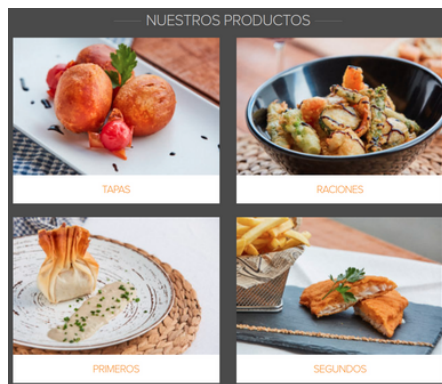 NUESTROS PRODUCTOS
TAPAS
RACIONES
PRIMEROS
SEGUNDOS